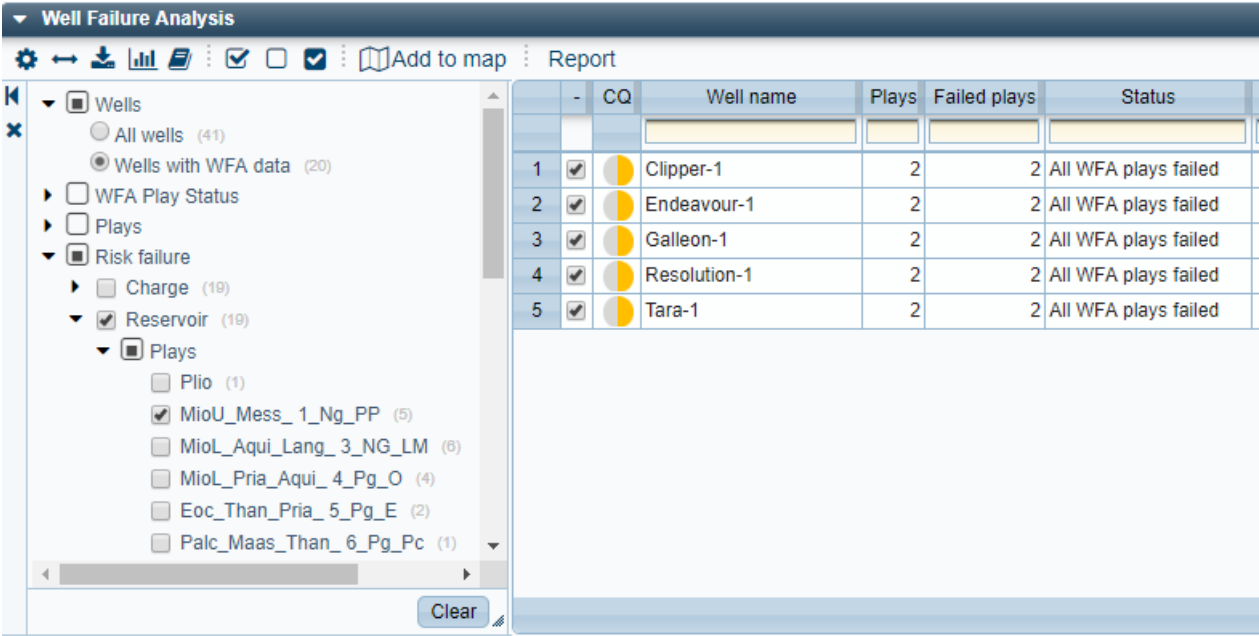 Well Failure Analysis
Add to map Report
Wells
All wells (41)
Wells with WFA data (20)
WFA Play Status
Plays
Risk failure
Charge (19)
Reservoir (19)
Plays
Plio (1)
MioU_Mess_ 1_Ng_PP (5)
MioL_Aqui_Lang_ 3_NG_LM (6)
MioL_Pria_Aqui_ 4_Pg_O (4)
Eoc_Than_Pria_ 5_Pg_E (2)
Palc_Maas_Than_ 6_Pg_Pc (1)
Clear
- CQ Well name Plays Failed plays Status
1 Clipper-1 2 2 All WFA plays failed
2 Endeavour-1 2 2 All WFA plays failed
3 Galleon-1 2 2 All WFA plays failed
4 Resolution-1 2 2 All WFA plays failed
5 Tara-1 2 2 All WFA plays failed